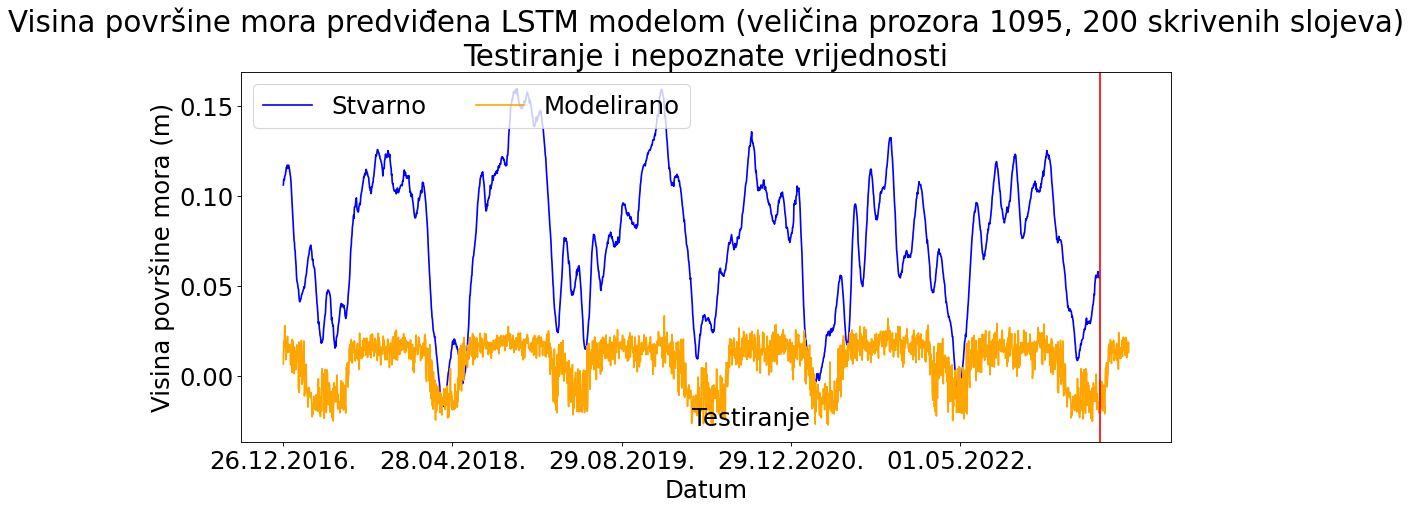 Visina površine mora predviđena LSTM modelom (veličina prozora 1095, 200 skrivenih slojeva)
Testiranje i nepoznate vrijednosti
Stvarno Modelirano
Visina površine mora (m)
0.15
0.10
0.05
0.00
Testiranje
26.12.2016. 28.04.2018. 29.08.2019. 29.12.2020. 01.05.2022.
Datum